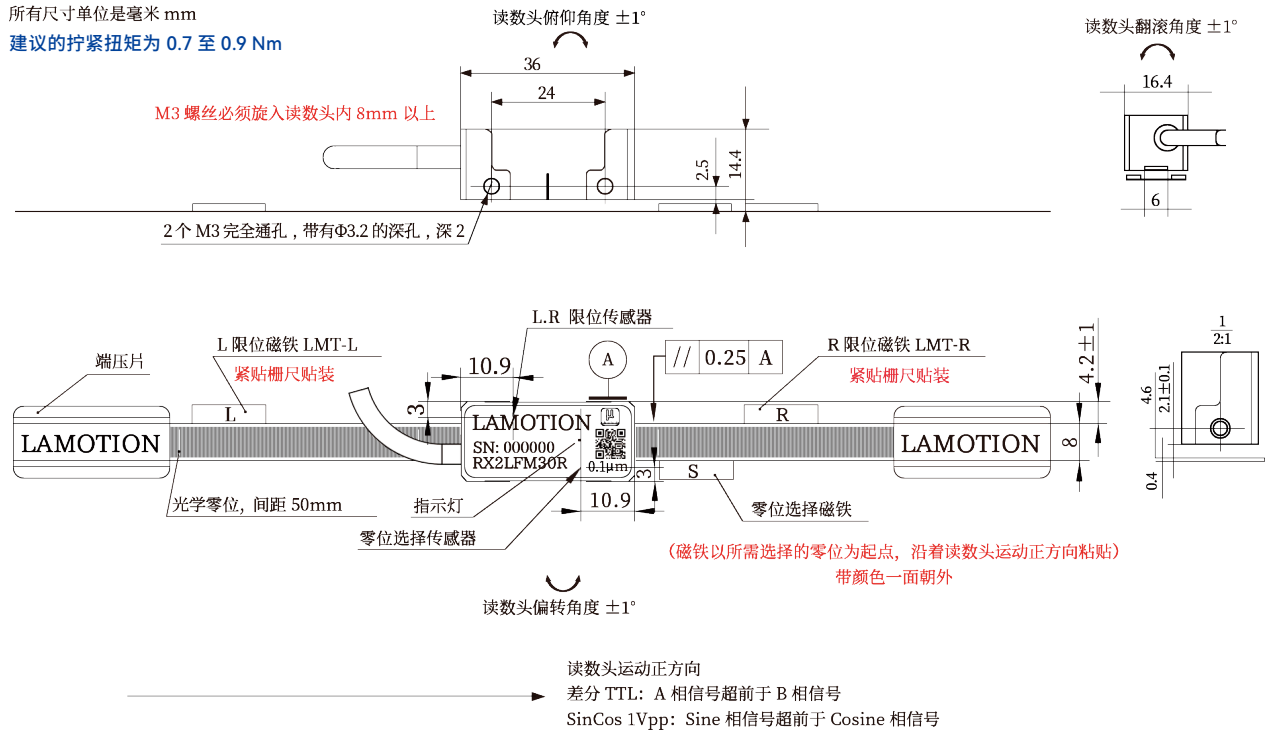 所有尺寸单位是毫米 mm
建议的拧紧扭矩为 0.7 至 0.9 Nm
读数头俯仰角度 ±1°
读数头翻滚角度 ±1°
36
24
16.4
M3 螺丝必须旋入读数头内 8mm 以上
2.5
14.4
6
2个 M3 完全通孔，带有Φ3.2 的深孔，深 2
L.R 限位传感器
端压片
L 限位磁铁 LMT-L
紧贴栅尺贴装
10.9
A
// 0.25 A
R 限位磁铁 LMT-R
紧贴栅尺贴装
4.2±1
1
2:1
4.6
2.1±0.1
3
L
R
LAMOTION
LAMOTION
μ
SN: 000000
RX2LFM30R
0.1μm
LAMOTION
8
3
S
0.4
10.9
光学零位, 间距 50mm
指示灯
零位选择传感器
零位选择磁铁
（磁铁以所需选择的零位为起点，沿着读数头运动正方向粘贴）
带颜色一面朝外
读数头偏转角度 ±1°
读数头运动正方向
差分 TTL：A 相信号超前于 B 相信号
SinCos 1Vpp：Sine 相信号超前于 Cosine 相信号